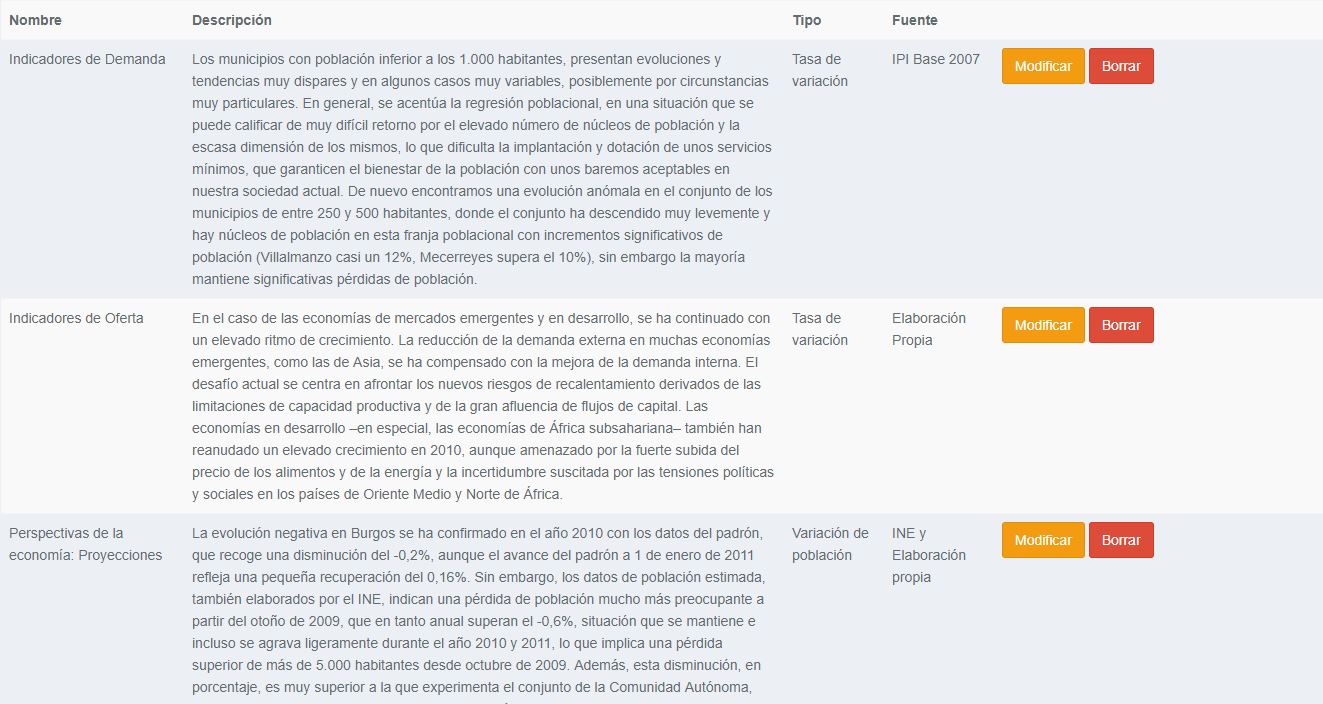 Nombre Descripción Tipo Fuente
Indicadores de Demanda Los municipios con población inferior a los 1.000 habitantes, presentan evoluciones y Tasa de IPI Base 2007 Modificar Borrar
tendencias muy dispares y en algunos casos muy variables, posiblemente por circunstancias variación
muy particulares. En general, se acentúa la regresión poblacional, en una situación que se
puede calificar de muy difícil retorno por el elevado número de núcleos de población y la
escasa dimensión de los mismos, lo que dificulta la implantación y dotación de unos servicios
mínimos, que garanticen el bienestar de la población con unos baremos aceptables en
nuestra sociedad actual. De nuevo encontramos una evolución anómala en el conjunto de los
municipios de entre 250 y 500 habitantes, donde el conjunto ha descendido muy levemente y
hay núcleos de población en esta franja poblacional con incrementos significativos de
población (Villalmanzo casi un 12%, Mecerreyes supera el 10%), sin embargo la mayoría
mantiene significativas pérdidas de población.
Indicadores de Oferta En el caso de las economías de mercados emergentes y en desarrollo, se ha continuado con Tasa de Elaboración Modificar Borrar
un elevado ritmo de crecimiento. La reducción de la demanda externa en muchas economías variación Propia
emergentes, como las de Asia, se ha compensado con la mejora de la demanda interna. El
desafío actual se centra en afrontar los nuevos riesgos de recalentamiento derivados de las
limitaciones de capacidad productiva y de la gran afluencia de flujos de capital. Las
economías en desarrollo –en especial, las economías de África subsahariana– también han
reanudado un elevado crecimiento en 2010, aunque amenazado por la fuerte subida del
precio de los alimentos y de la energía y la incertidumbre suscitada por las tensiones políticas
y sociales en los países de Oriente Medio y Norte de África.
Perspectivas de la La evolución negativa en Burgos se ha confirmado en el año 2010 con los datos del padrón, Variación de INE y Modificar Borrar
economía: Proyecciones que recoge una disminución del -0,2%, aunque el avance del padrón a 1 de enero de 2011 población Elaboración
refleja una pequeña recuperación del 0,16%. Sin embargo, los datos de población estimada, propia
también elaborados por el INE, indican una pérdida de población mucho más preocupante a
partir del otoño de 2009, que en tanto anual superan el -0,6%, situación que se mantiene e
incluso se agrava ligeramente durante el año 2010 y 2011, lo que implica una pérdida
superior de más de 5.000 habitantes desde octubre de 2009. Además, esta disminución, en
porcentaje, es muy superior a la que experimenta el conjunto de la Comunidad Autónoma,